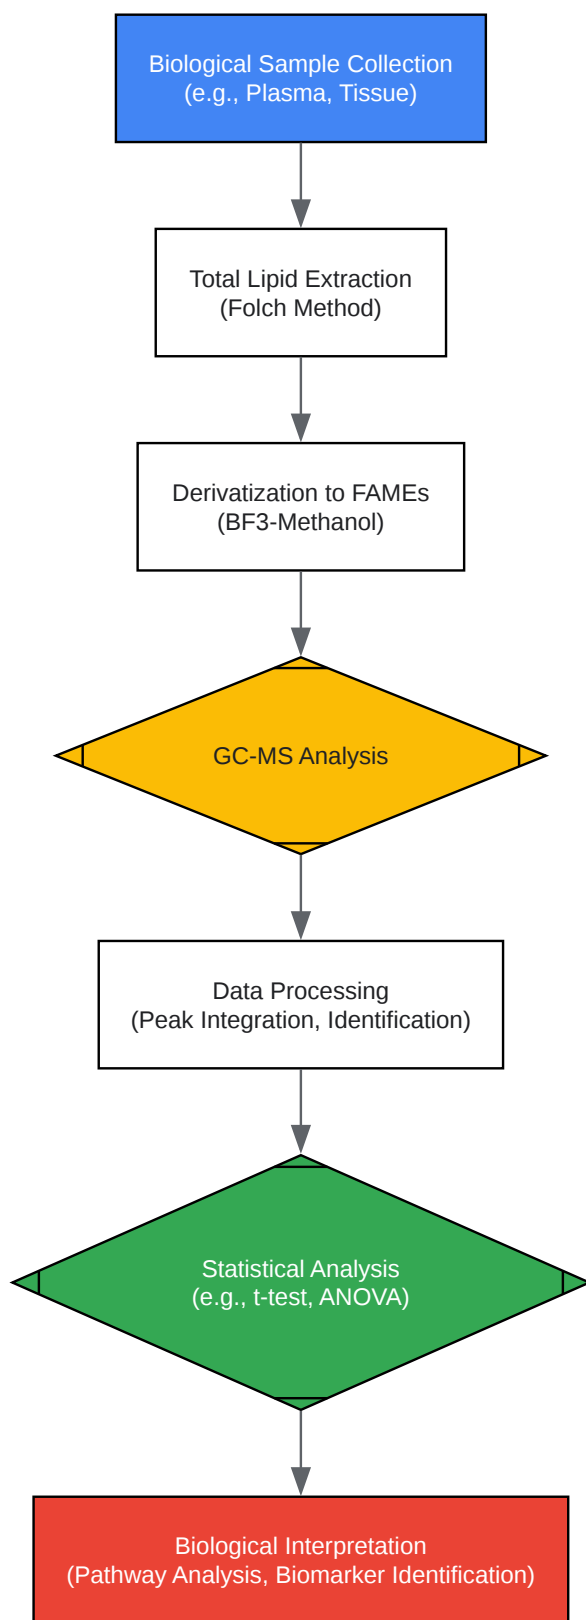 Biological Sample Collection
(e.g., Plasma, Tissue)
Total Lipid Extraction
(Folch Method)
Derivatization to FAMEs
(BF3-Methanol)
GC-MS Analysis
Data Processing
(Peak Integration, Identification)
Statistical Analysis
(e.g., t-test, ANOVA)
Biological Interpretation
(Pathway Analysis, Biomarker Identification)